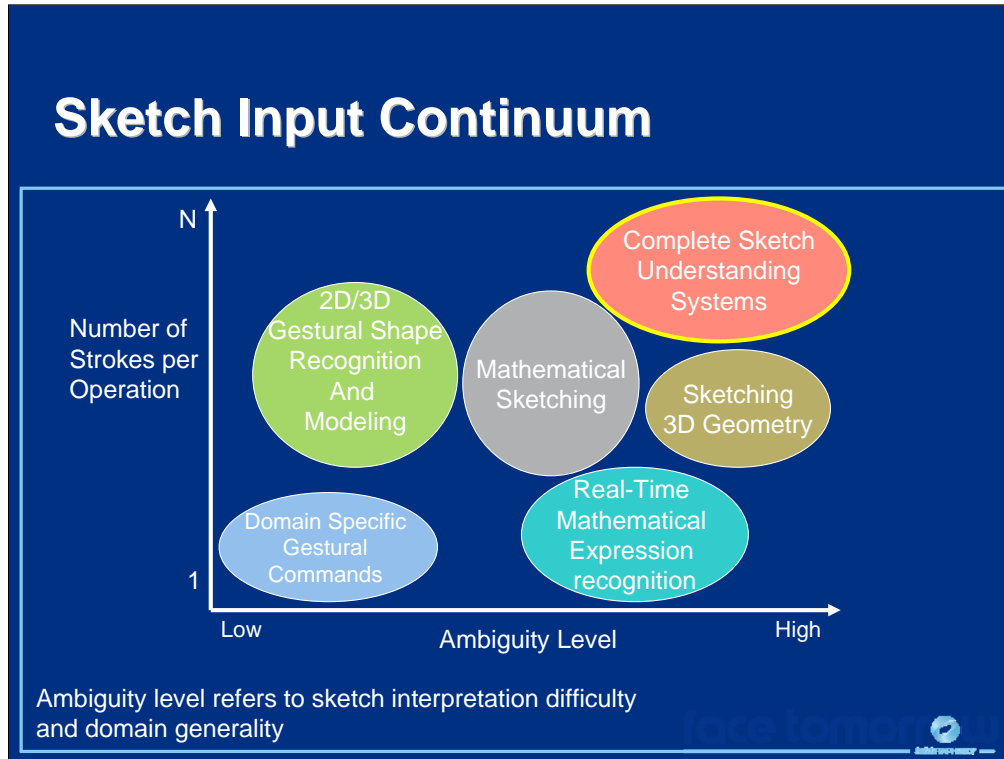 Sketch Input Continuum
N
Number of
Strokes per
Operation
1
2D/3D
Gestural Shape
Recognition
And
Modeling
Mathematical
Sketching
Complete Sketch
Understanding
Systems
Sketching
3D Geometry
Domain Specific
Gestural
Commands
Real-Time
Mathematical
Expression
recognition
Low
Ambiguity Level
High
Ambiguity level refers to sketch interpretation difficulty
and domain generality
face tomorrow